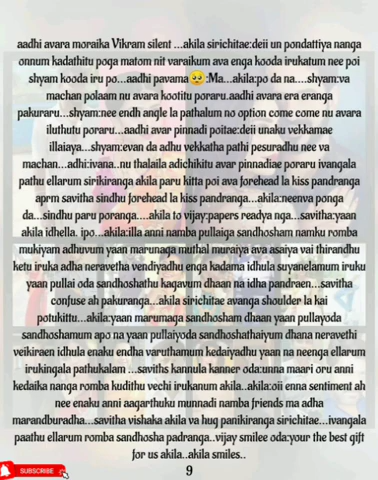 aadhi avara moraika Vikram silent ...akila sirichitae:deii un pondattiya nanga
onnum kadathitu poga matom nit varaikum ava enga kooda irukatum nee poi
shyam kooda iru po...aadhi pavama🥺:Ma...akila:po da na....shyam:va
machan polaam nu avara kootitu poraru.aadhi avara era eranga
pakuraru...shyam:nee endh angle la pathalum no option come come nu avara
iluthutu poraru...aadhi avar pinnadi poitae:deii unaku vekkamae
illaiya...shyam:evan da adhu vekkatha pathi pesuradhu nee va
machan...adhi:ivana..nu thalaila adichikitu avar pinnadiae poraru ivangala
pathu ellarum sirikiranga akila paru kitta poi ava forehead la kiss pandranga
aprm savitha sindhu forehead la kiss pandranga...akila:neenva ponga
da...sindhu paru poranga....akila to vijay:papers readya nga...savitha:yaan
akila idhella. ipo...akila:illa anni namba pullaiga sandhosham namku romba
mukiyam adhuvum yaan marunaga muthal muraiya ava asaiya vai thirandhu
ketu iruka adha neravetha vendiyadhu enga kadama idhula suyanelamum iruku
yaan pullai oda sandhoshathu kagavum dhaan na idha pandraen...savitha
confuse ah pakuranga...akila sirichitae avanga shoulder la kai
potukittu...akila:yaan marumaga sandhosham dhaan yaan pullayoda
sandhoshamum apo na yaan pullaiyoda sandhoshathaiyum dhana neravethi
veikiraen idhula enaku endha varuthamum kedaiyadhu yaan na neenga ellarum
irukingala pathukalam ...saviths kannula kanner oda:unna maari oru anni
kedaika nanga romba kudithu vechi irukanum akila..akila:oii enna sentiment ah
nee enaku anni aagarthuku munnadi namba friends ma adha
marandburadha...savitha vishaka akila va hug panikiranga sirichitae...ivangala
paathu ellarum romba sandhosha padranga..vijay smilee oda:your the best gift
for us akila..akila smiles..
SUBSCRIBE
9